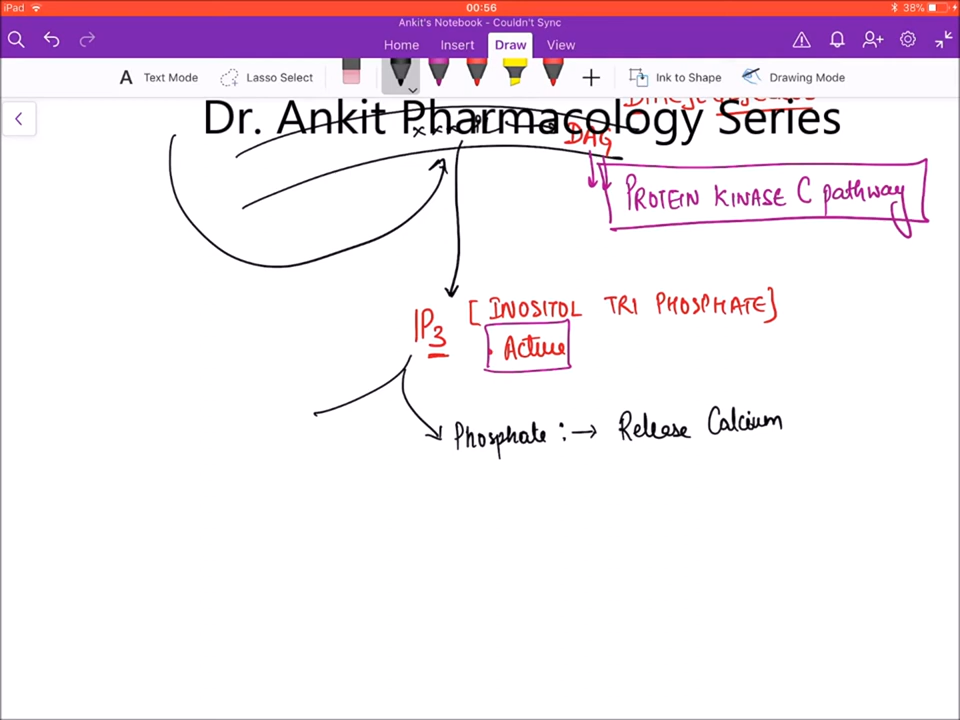 iPad 00:56 38%
Ankit's Notebook - Couldn't Sync
Home Insert Draw View
A Text Mode Lasso Select Ink to Shape Drawing Mode
Dr. Ankit Pharmacology Series
DAG
PROTEIN KINASE C pathway
IP3 [INOSITOL TRI PHOSPHATE]
Active
Phosphate :→ Release Calcium